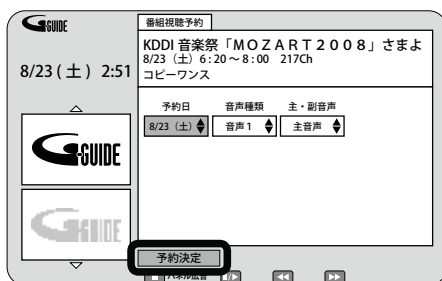 G GUIDE
番組視聴予約
KDDI 音楽祭「ＭＯＺＡＲＴ２００８」さまよ
8/23（土）6：20～8：00 217Ch
コピーワンス
8/23 ( 土 ) 2:51
予約日 音声種類 主・副音声
8/23（土） 音声 1 主音声
G-GUIDE
G-GUIDE
予約決定
パネル広告